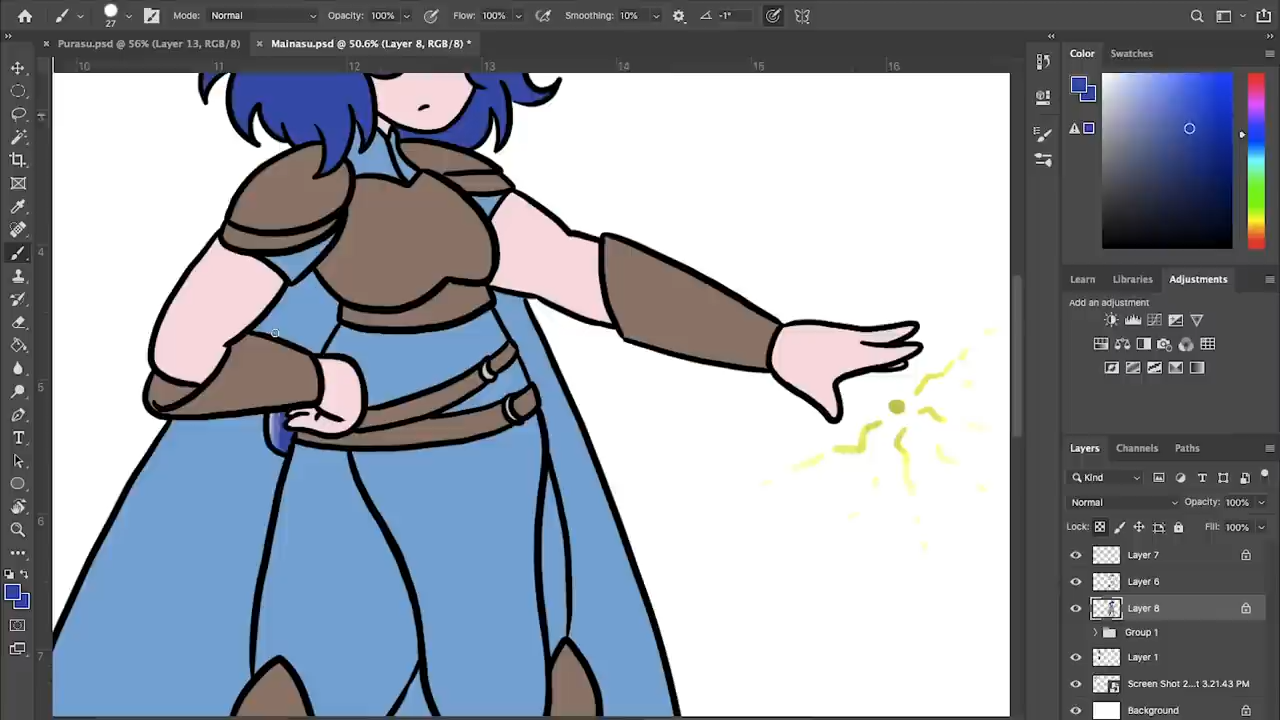 27
Mode: Normal
Opacity: 100%
Flow: 100%
Smoothing: 10%
-1°
Purasu.psd @ 56% (Layer 13, RGB/8)
Mainasu.psd @ 50.6% (Layer 8, RGB/8) *
10 11 12 13 14 15 16
4
5
6
7
Color Swatches
Learn Libraries Adjustments
Add an adjustment
Layers Channels Paths
Kind
Normal Opacity: 100%
Lock: Fill: 100%
Layer 7
Layer 6
Layer 8
Group 1
Layer 1
Screen Shot 2...t 3.21.43 PM
Background